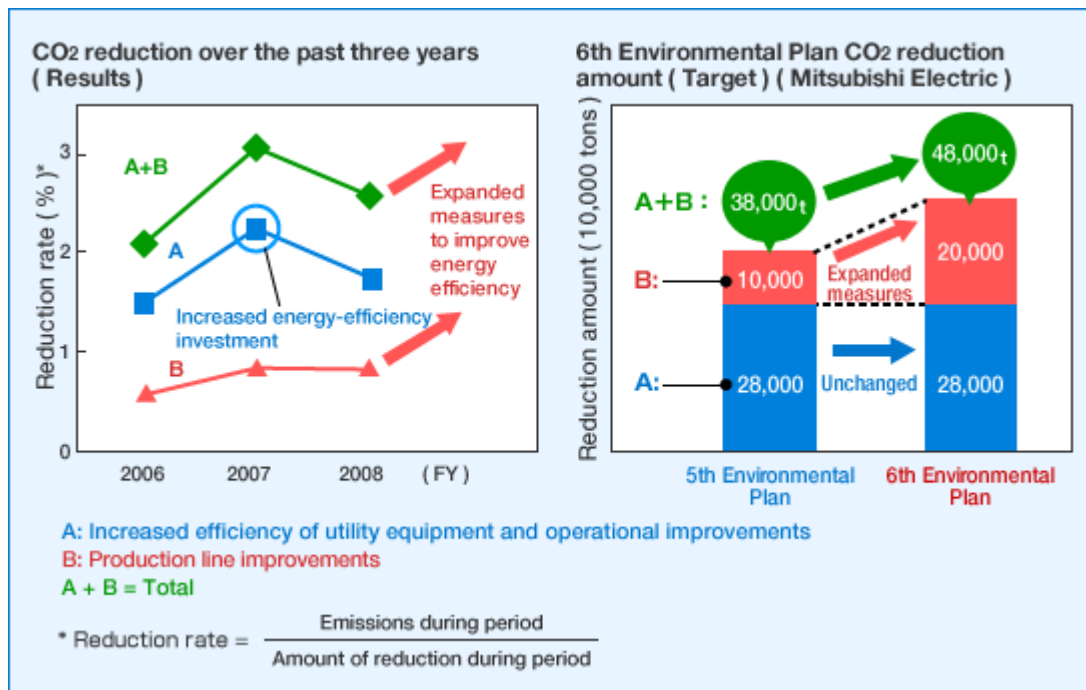 CO2 reduction over the past three years
( Results )
Reduction rate ( % )*
3
2
1
0
A+B
A
Increased energy-efficiency
investment
B
Expanded
measures
to improve
energy
efficiency
2006 2007 2008 ( FY )
6th Environmental Plan CO2 reduction
amount ( Target ) ( Mitsubishi Electric )
Reduction amount ( 10,000 tons )
A+B :
38,000t
48,000t
B:
10,000
Expanded
measures
20,000
A:
28,000
Unchanged
28,000
5th Environmental
Plan
6th Environmental
Plan
A: Increased efficiency of utility equipment and operational improvements
B: Production line improvements
A + B = Total
* Reduction rate =
Emissions during period
Amount of reduction during period